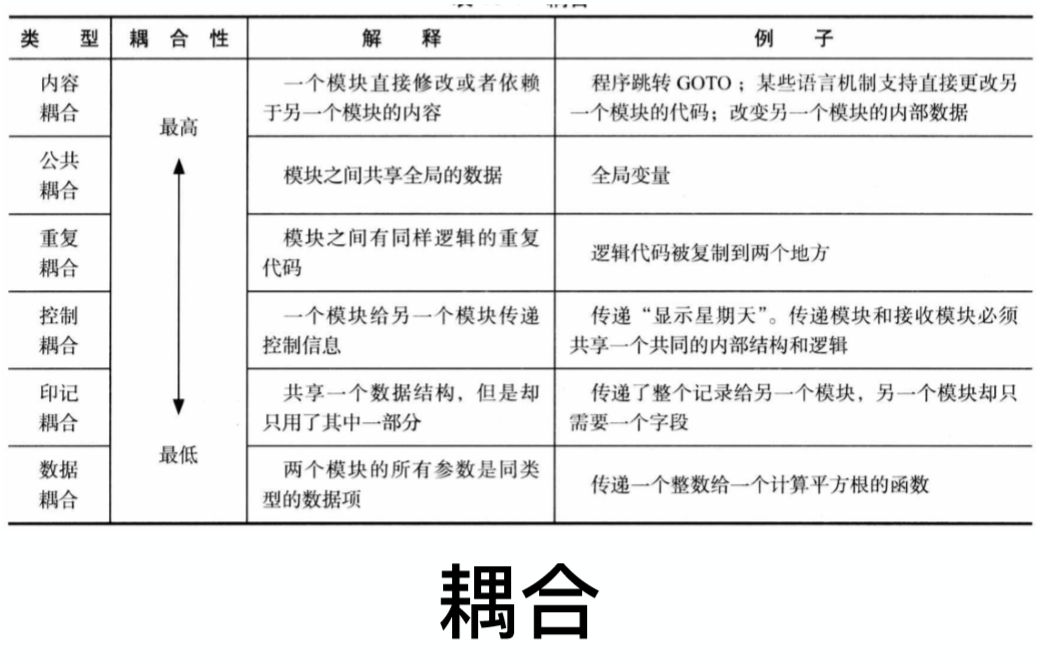 类 型 耦 合 性 解 释 例 子
内容
耦合
一个模块直接修改或者依赖
于另一个模块的内容
程序跳转 GOTO；某些语言机制支持直接更改另
一个模块的代码；改变另一个模块的内部数据
最高
公共
耦合
模块之间共享全局的数据
全局变量
重复
耦合
模块之间有同样逻辑的重复
代码
逻辑代码被复制到两个地方
控制
耦合
一个模块给另一个模块传递
控制信息
传递“显示星期天”。传递模块和接收模块必须
共享一个共同的内部结构和逻辑
印记
耦合
共享一个数据结构，但是却
只用了其中一部分
传递了整个记录给另一个模块，另一个模块却只
需要一个字段
最低
数据
耦合
两个模块的所有参数是同类
型的数据项
传递一个整数给一个计算平方根的函数
耦合